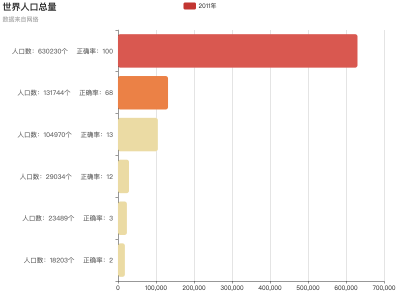 世界人口总量
2011年
数据来自网络
人口数：630230个 正确率：100
人口数：131744个 正确率：68
人口数：104970个 正确率：13
人口数：29034个 正确率：12
人口数：23489个 正确率：3
人口数：18203个 正确率：2
0 100,000 200,000 300,000 400,000 500,000 600,000 700,000